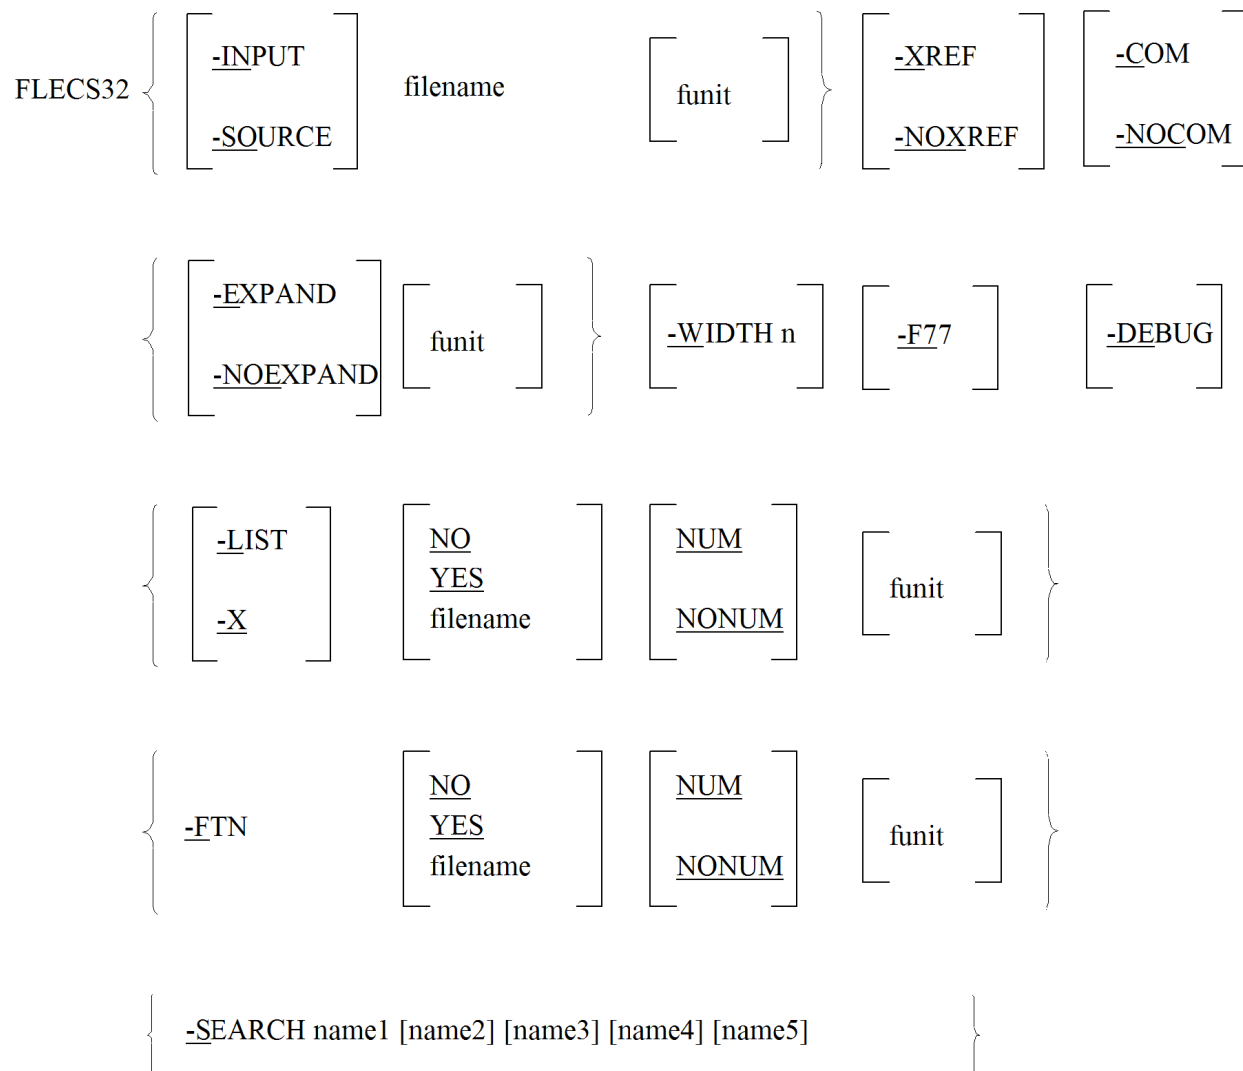 -INPUT -XREF -COM
FLECS32 filename funit
-SOURCE -NOXREF -NOCOM
-EXPAND
funit -WIDTH n -F77 -DEBUG
-NOEXPAND
-LIST NO NUM
YES funit
-X filename NONUM
NO NUM
-FTN YES funit
filename NONUM
-SEARCH name1 [name2] [name3] [name4] [name5]